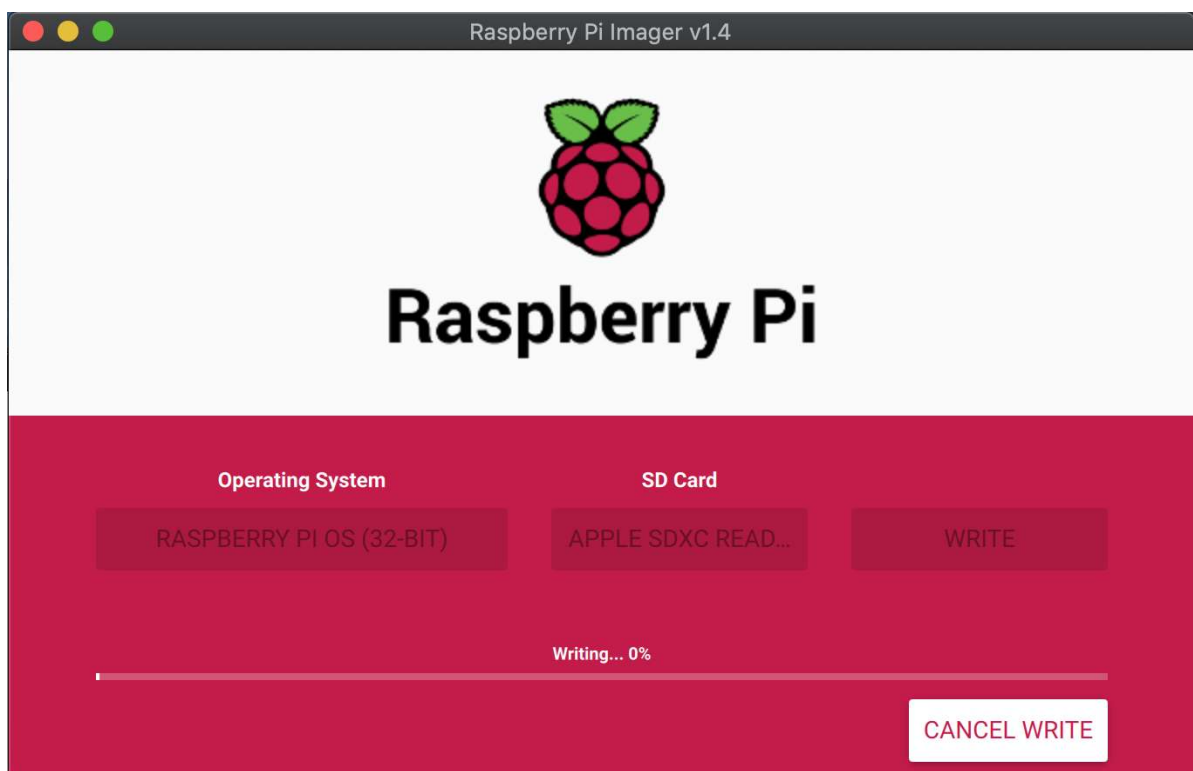 Raspberry Pi Imager v1.4
Raspberry Pi
Operating System
SD Card
RASPBERRY PI OS (32-BIT)
APPLE SDXC READ...
WRITE
Writing... 0%
CANCEL WRITE